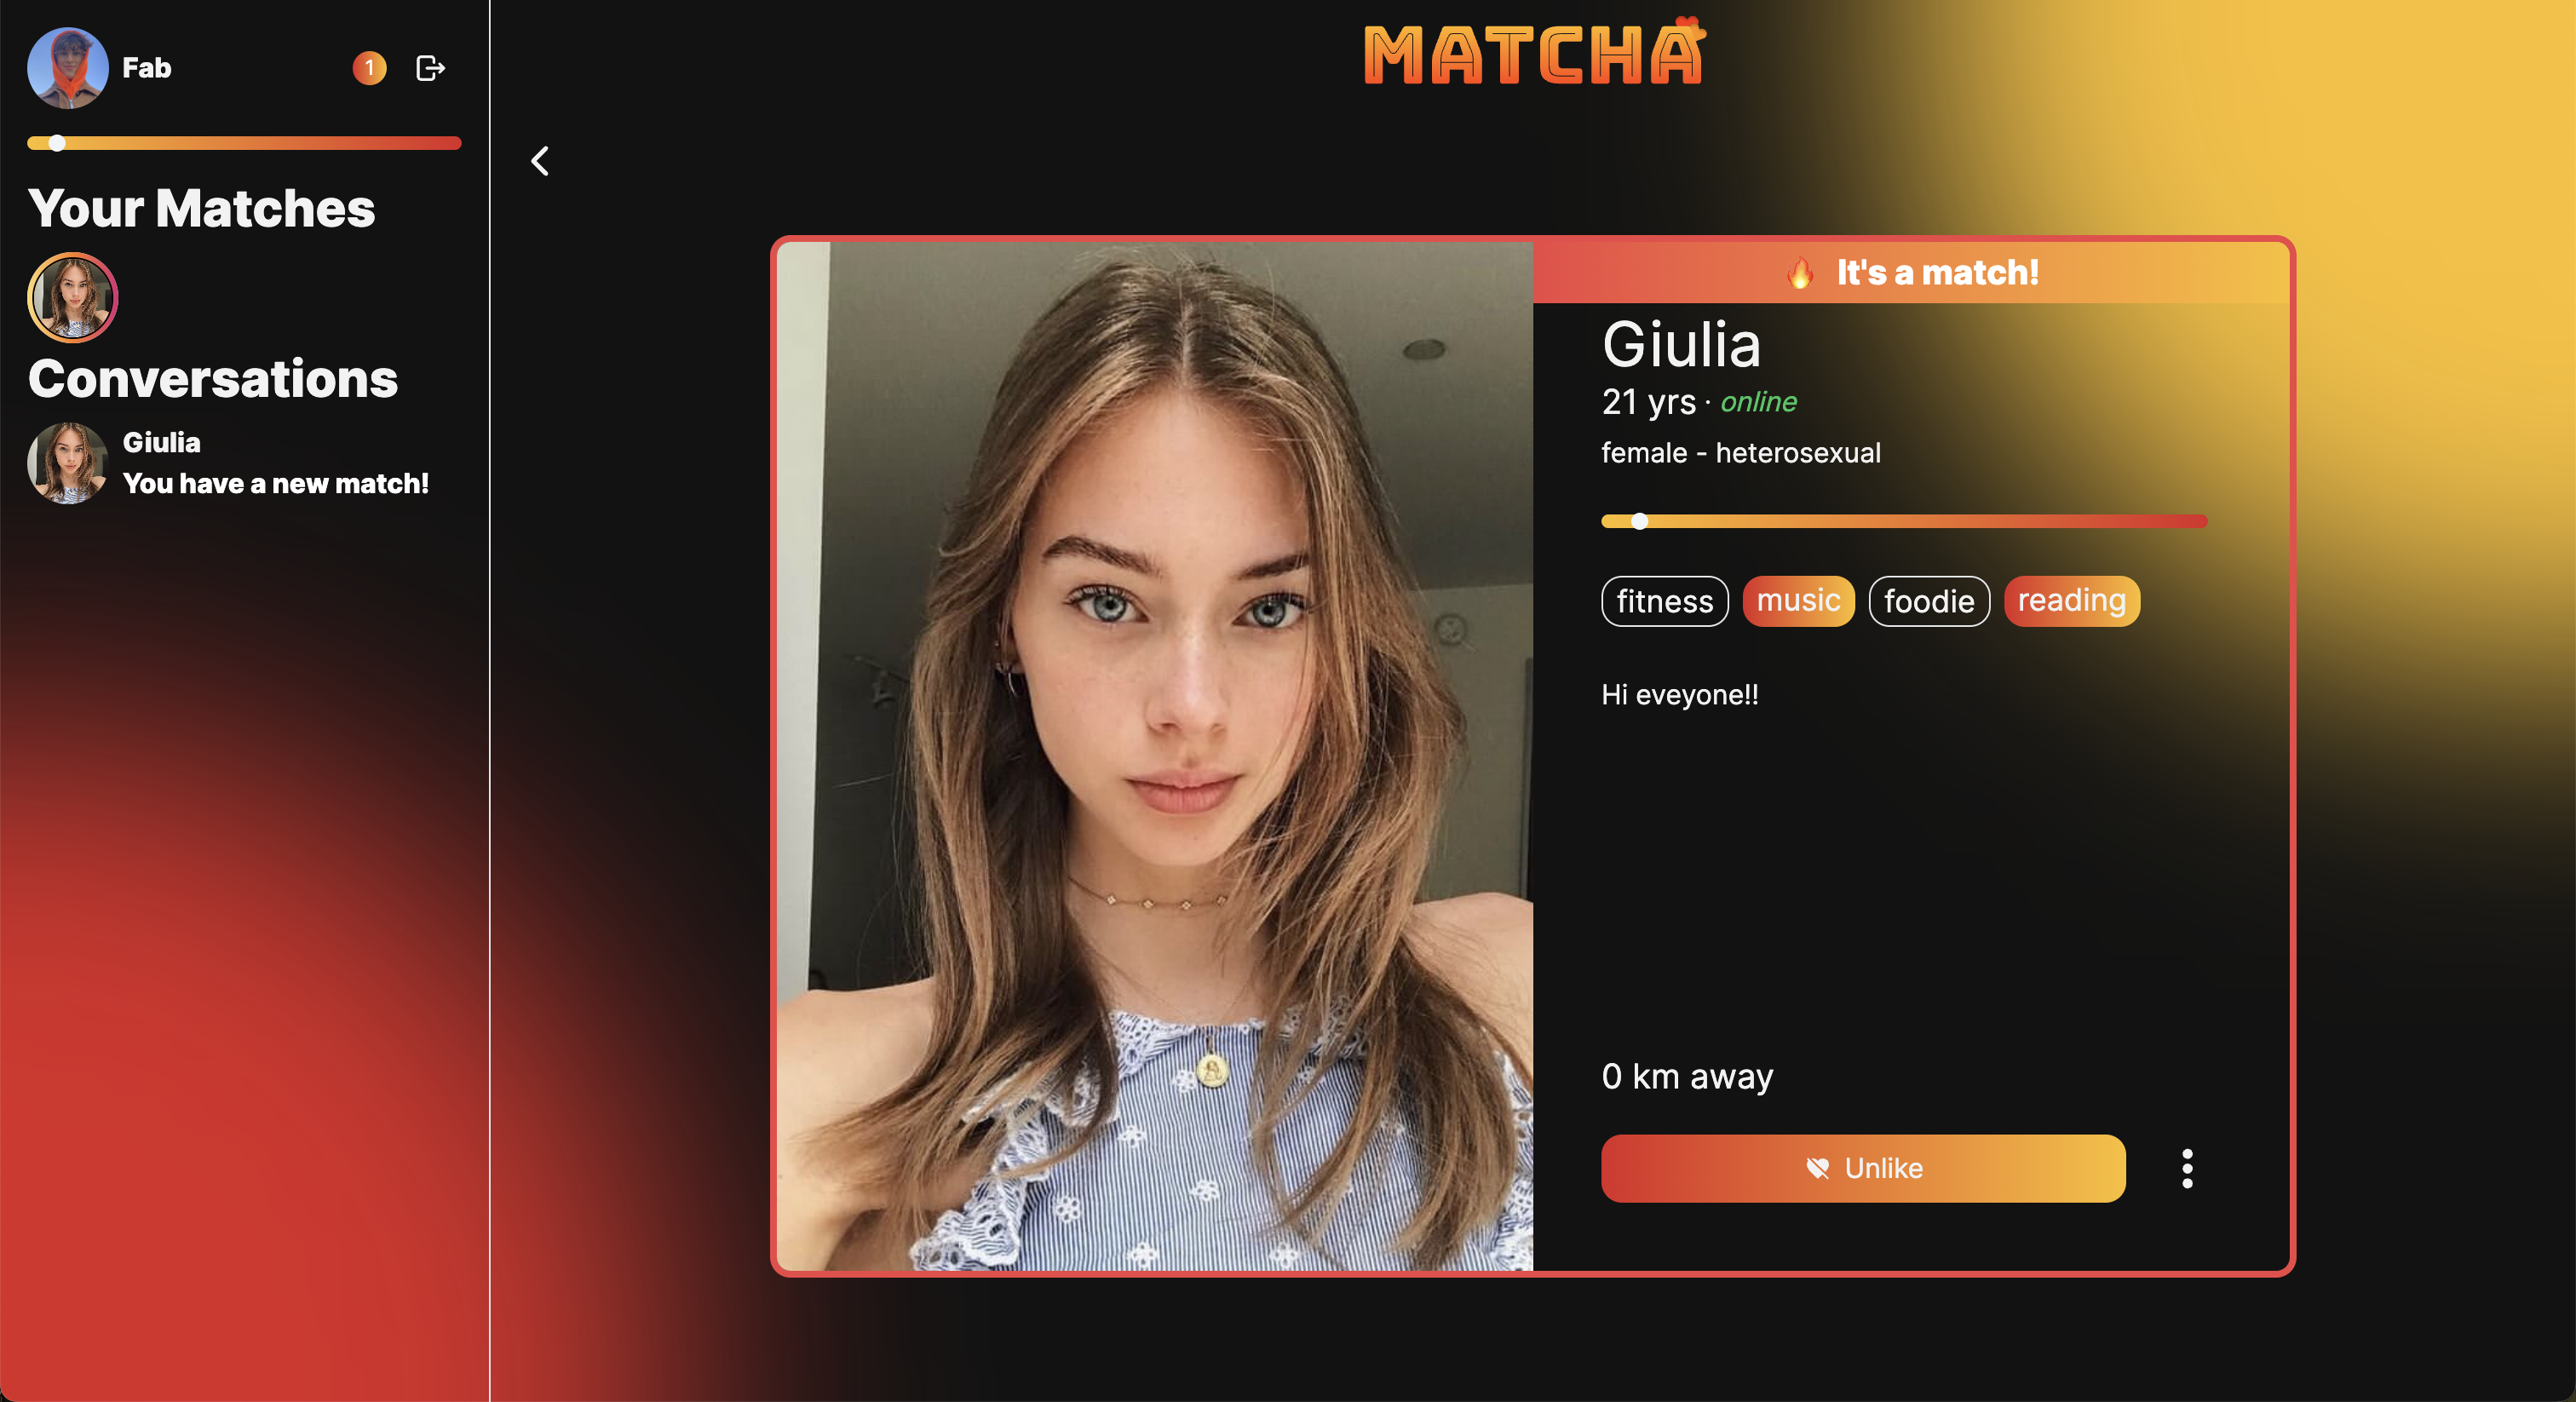 Fab
1
Your Matches
Conversations
Giulia
You have a new match!
MATCHA
🔥 It's a match!
Giulia
21 yrs · online
female - heterosexual
fitness music foodie reading
Hi eveyone!!
0 km away
Unlike